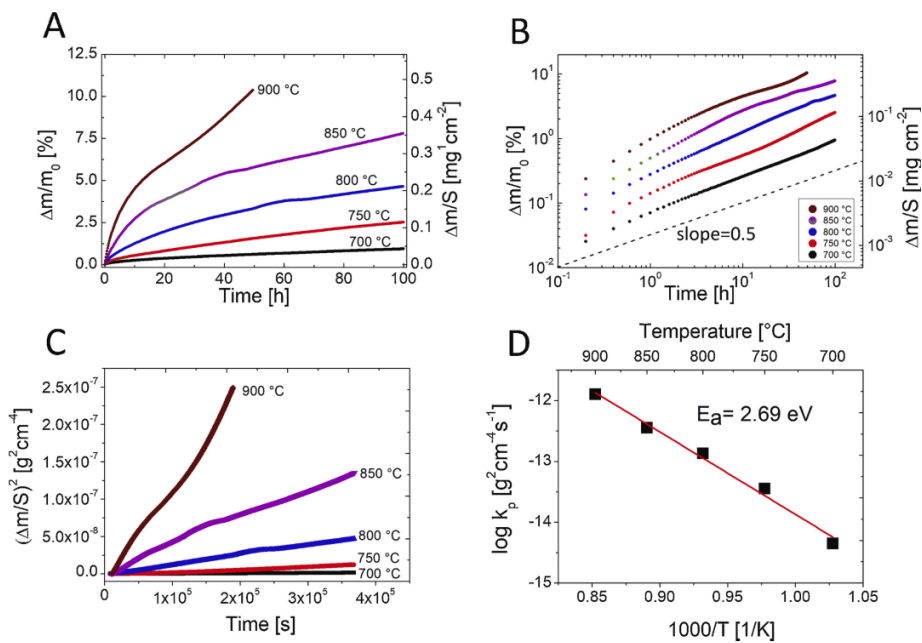 A
Δm/m0 [%]
12.5
10.0
7.5
5.0
2.5
0.0
0 20 40 60 80 100
Time [h]
0.5
0.4
0.3
0.2
0.1
0.0
Δm/S [mg¹cm⁻²]
900 °C
850 °C
800 °C
750 °C
700 °C
B
Δm/m0 [%]
10¹
10⁰
10⁻¹
10⁻²
10⁻¹ 10⁰ 10¹ 10²
Time [h]
10⁻¹
10⁻²
10⁻³
Δm/S [mg cm⁻²]
slope=0.5
900 °C
850 °C
800 °C
750 °C
700 °C
C
(Δm/S)² [g²cm⁻⁴]
2.5x10⁻⁷
2.0x10⁻⁷
1.5x10⁻⁷
1.0x10⁻⁷
5.0x10⁻⁸
0.0
0 1x10⁵ 2x10⁵ 3x10⁵ 4x10⁵
Time [s]
900 °C
850 °C
800 °C
750 °C
700 °C
D
Temperature [°C]
900 850 800 750 700
log kp [g²cm⁻⁴s⁻¹]
-12
-13
-14
-15
Ea= 2.69 eV
0.85 0.90 0.95 1.00 1.05
1000/T [1/K]